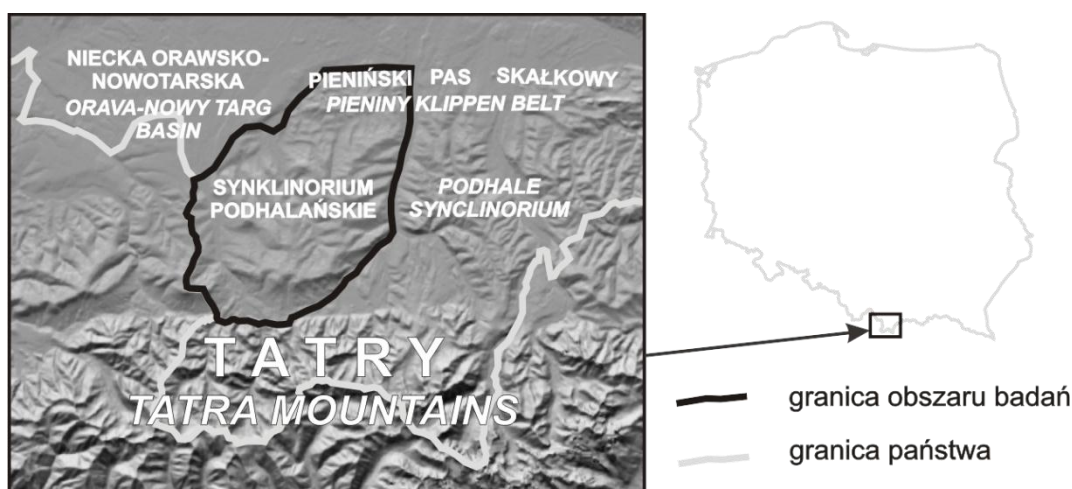 NIECKA ORAWSKO-
NOWOTARSKA
ORAVA-NOWY TARG
BASIN
PIENIŃSKI PAS SKAŁKOWY
PIENINY KLIPPEN BELT
SYNKLINORIUM
PODHALAŃSKIE
PODHALE
SYNCLINORIUM
TATRY
TATRA MOUNTAINS
granica obszaru badań
granica państwa